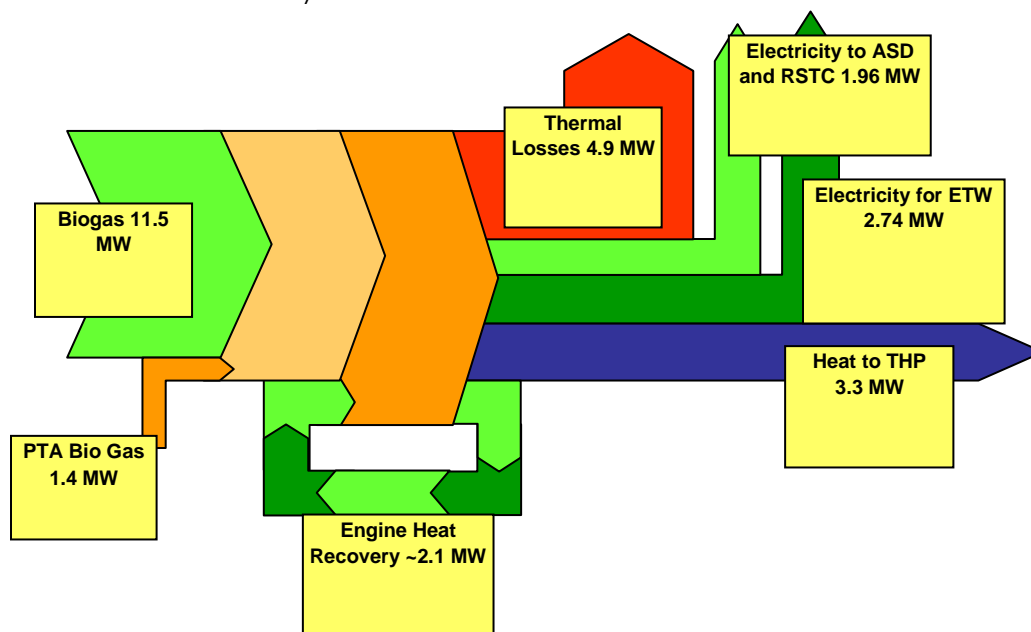 Electricity to ASD
and RSTC 1.96 MW
Thermal
Losses 4.9 MW
Electricity for ETW
2.74 MW
Biogas 11.5
MW
Heat to THP
3.3 MW
PTA Bio Gas
1.4 MW
Engine Heat
Recovery ~2.1 MW